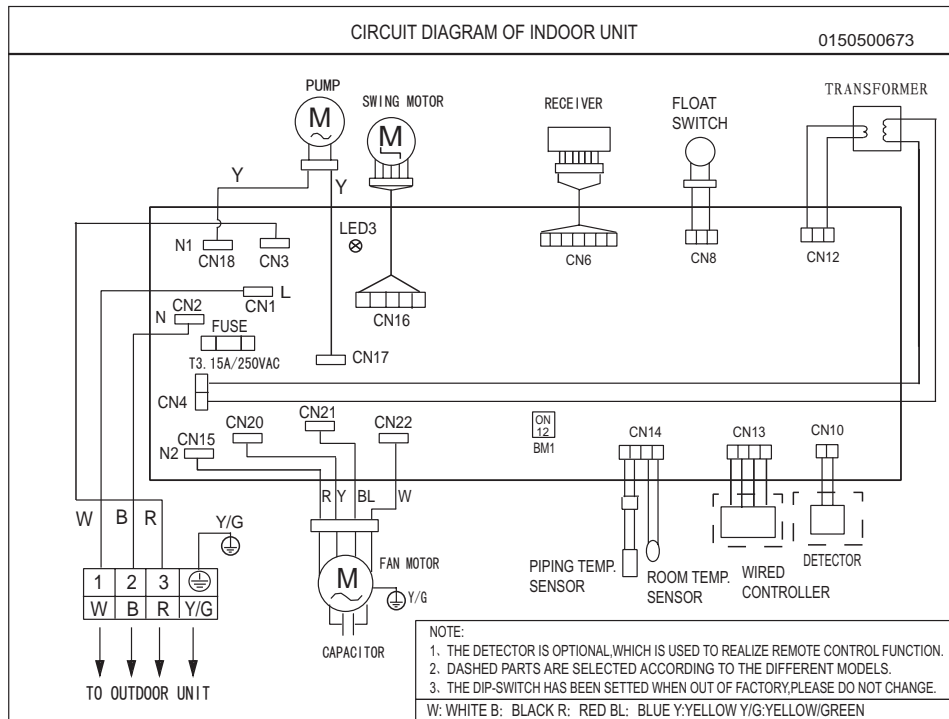 CIRCUIT DIAGRAM OF INDOOR UNIT
0150500673
PUMP
M
SWING MOTOR
M
RECEIVER
FLOAT
SWITCH
TRANSFORMER
Y
Y
N1
CN18
CN3
LED3
CN6
CN8
CN12
CN1
L
CN2
N
CN16
FUSE
T3.15A/250VAC
CN17
CN4
CN15
N2
CN20
CN21
CN22
ON
12
BM1
CN14
CN13
CN10
R Y BL W
W B R Y/G
FAN MOTOR
M
Y/G
CAPACITOR
PIPING TEMP.
SENSOR
ROOM TEMP.
SENSOR
WIRED
CONTROLLER
DETECTOR
1 2 3
W B R Y/G
TO OUTDOOR UNIT
NOTE:
1、THE DETECTOR IS OPTIONAL,WHICH IS USED TO REALIZE REMOTE CONTROL FUNCTION.
2、DASHED PARTS ARE SELECTED ACCORDING TO THE DIFFERENT MODELS.
3、THE DIP-SWITCH HAS BEEN SETTED WHEN OUT OF FACTORY,PLEASE DO NOT CHANGE.
W: WHITE B: BLACK R: RED BL: BLUE Y:YELLOW Y/G:YELLOW/GREEN